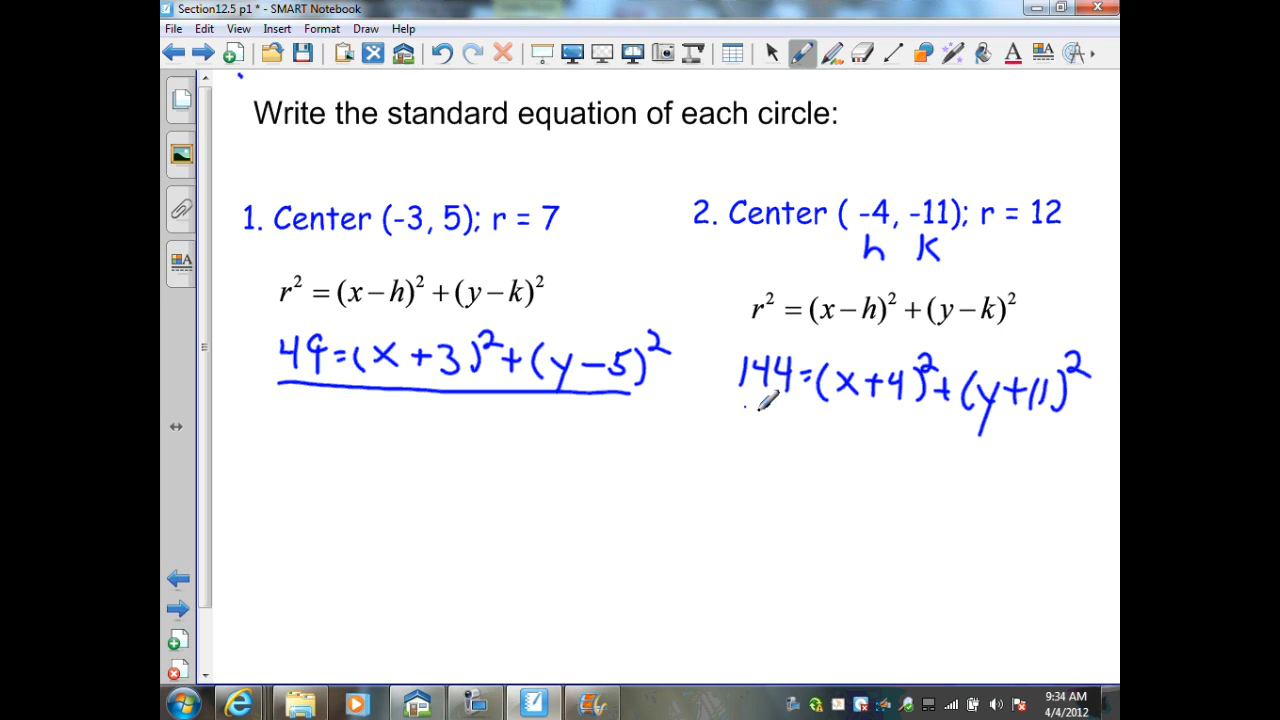 Section12.5 p1 * - SMART Notebook
File Edit View Insert Format Axes Draw Help
Write the standard equation of each circle:
1. Center (-3, 5); r = 7
r² = (x – h)² + (y – k)²
49 = (x + 3)² + (y – 5)²
2. Center ( -4, -11); r = 12
h k
r² = (x – h)² + (y – k)²
144 = (x + 4)² + (y + 11)²
9:34 AM
4/4/2012